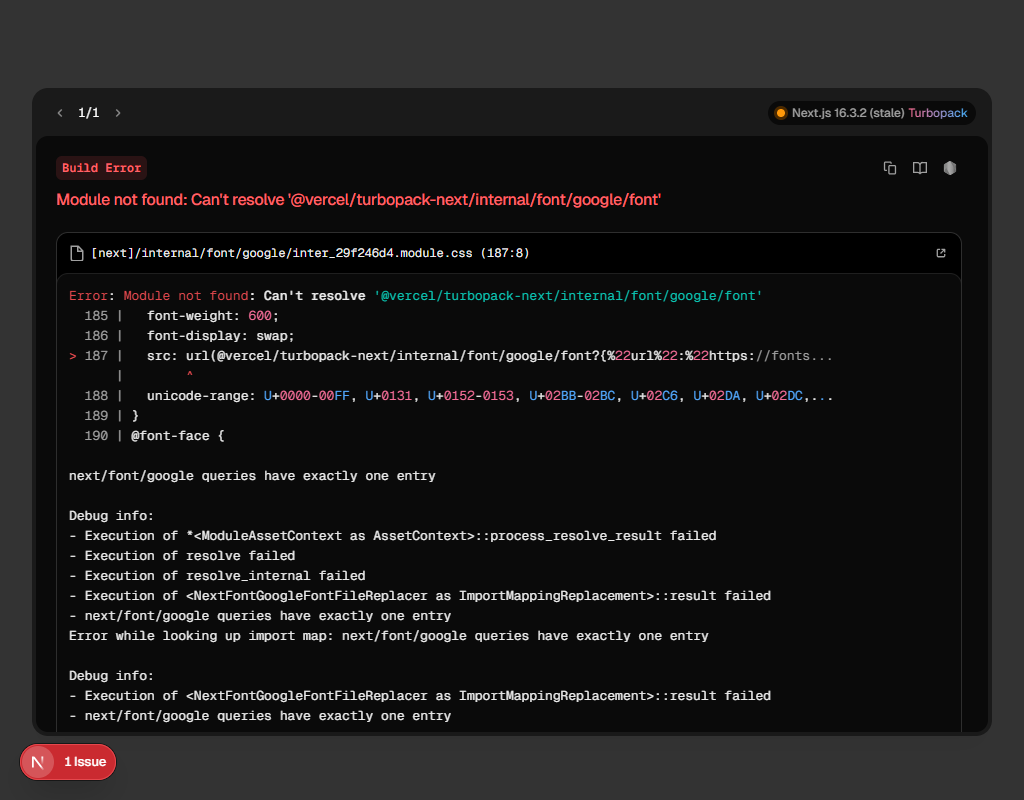 1/1
Next.js 16.3.2 (stale) Turbopack
Build Error
Module not found: Can't resolve '@vercel/turbopack-next/internal/font/google/font'
[next]/internal/font/google/inter_29f246d4.module.css (187:8)
Error: Module not found: Can't resolve '@vercel/turbopack-next/internal/font/google/font'
185 |   font-weight: 600;
186 |   font-display: swap;
> 187 |   src: url(@vercel/turbopack-next/internal/font/google/font?{%22url%22:%22https://fonts...
|        ^
188 |   unicode-range: U+0000-00FF, U+0131, U+0152-0153, U+02BB-02BC, U+02C6, U+02DA, U+02DC,...
189 | }
190 | @font-face {
next/font/google queries have exactly one entry
Debug info:
- Execution of *<ModuleAssetContext as AssetContext>::process_resolve_result failed
- Execution of resolve failed
- Execution of resolve_internal failed
- Execution of <NextFontGoogleFontFileReplacer as ImportMappingReplacement>::result failed
- next/font/google queries have exactly one entry
Error while looking up import map: next/font/google queries have exactly one entry
Debug info:
- Execution of <NextFontGoogleFontFileReplacer as ImportMappingReplacement>::result failed
- next/font/google queries have exactly one entry
N 1 Issue